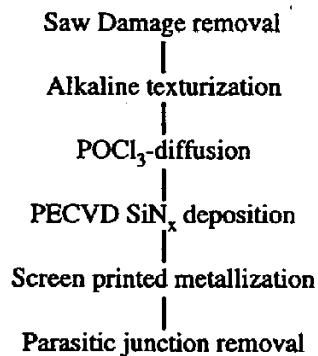 Saw Damage removal
Alkaline texturization
POCl₃-diffusion
PECVD SiNₓ deposition
Screen printed metallization
Parasitic junction removal